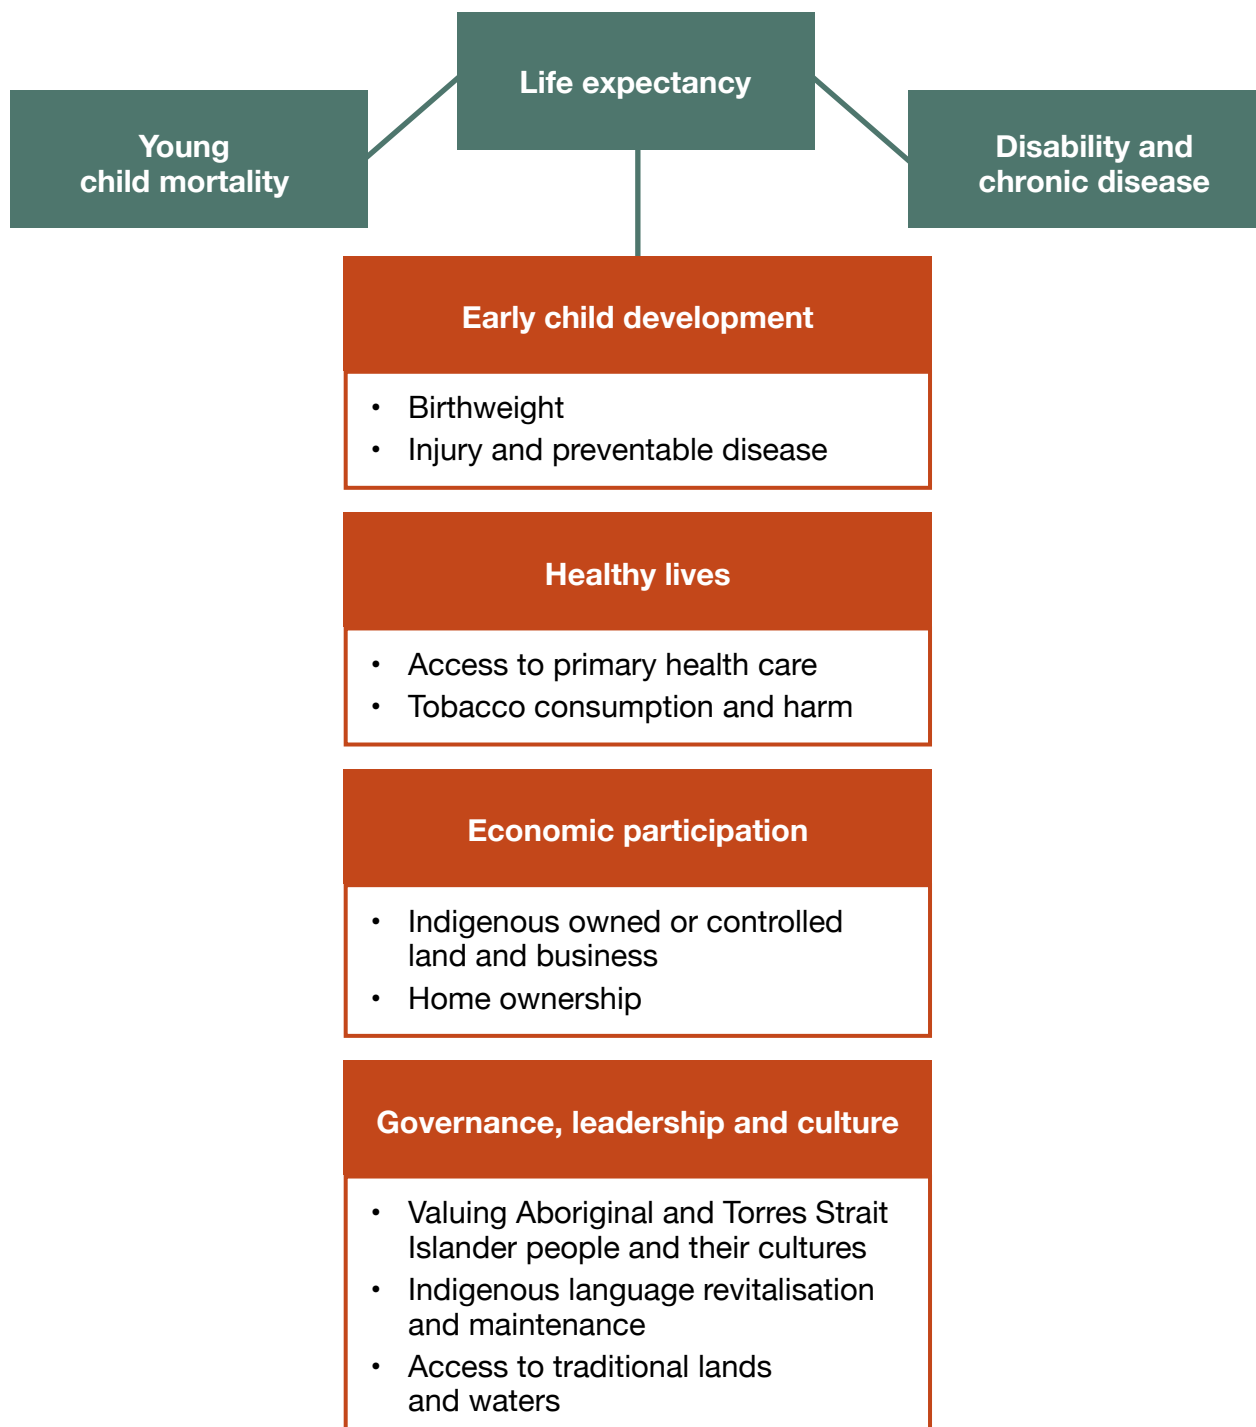 Life expectancy
Young
child mortality
Disability and
chronic disease
Early child development
• Birthweight
• Injury and preventable disease
Healthy lives
• Access to primary health care
• Tobacco consumption and harm
Economic participation
• Indigenous owned or controlled
land and business
• Home ownership
Governance, leadership and culture
• Valuing Aboriginal and Torres Strait
Islander people and their cultures
• Indigenous language revitalisation
and maintenance
• Access to traditional lands
and waters